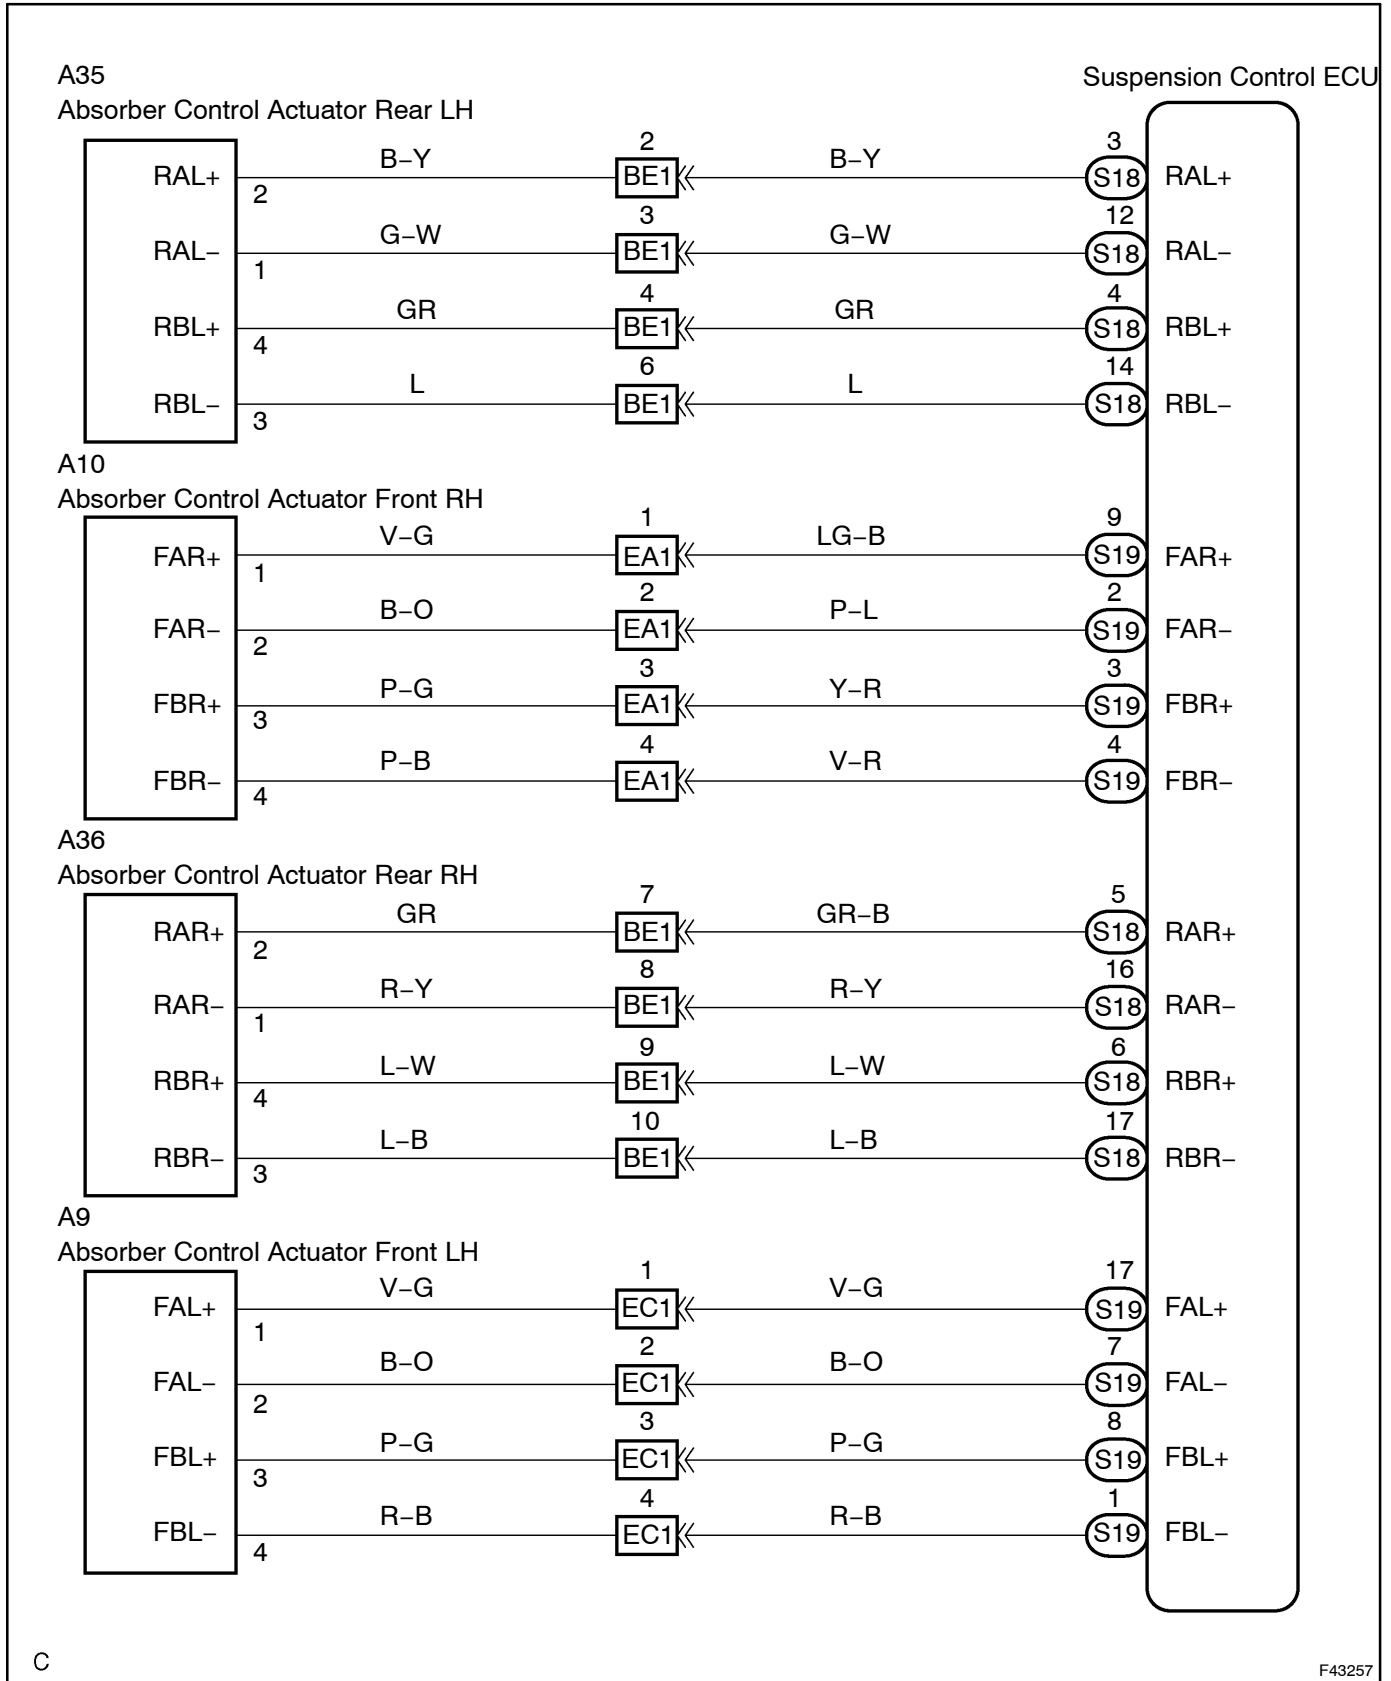 A35
Suspension Control ECU
Absorber Control Actuator Rear LH
RAL+ 2 B–Y 2 BE1 B–Y 3 S18 RAL+
RAL– 1 G–W 3 BE1 G–W 12 S18 RAL–
RBL+ 4 GR 4 BE1 GR 4 S18 RBL+
RBL– 3 L 6 BE1 L 14 S18 RBL–
A10
Absorber Control Actuator Front RH
FAR+ 1 V–G 1 EA1 LG–B 9 S19 FAR+
FAR– 2 B–O 2 EA1 P–L 2 S19 FAR–
FBR+ 3 P–G 3 EA1 Y–R 3 S19 FBR+
FBR– 4 P–B 4 EA1 V–R 4 S19 FBR–
A36
Absorber Control Actuator Rear RH
RAR+ 2 GR 7 BE1 GR–B 5 S18 RAR+
RAR– 1 R–Y 8 BE1 R–Y 16 S18 RAR–
RBR+ 4 L–W 9 BE1 L–W 6 S18 RBR+
RBR– 3 L–B 10 BE1 L–B 17 S18 RBR–
A9
Absorber Control Actuator Front LH
FAL+ 1 V–G 1 EC1 V–G 17 S19 FAL+
FAL– 2 B–O 2 EC1 B–O 7 S19 FAL–
FBL+ 3 P–G 3 EC1 P–G 8 S19 FBL+
FBL– 4 R–B 4 EC1 R–B 1 S19 FBL–
C
F43257